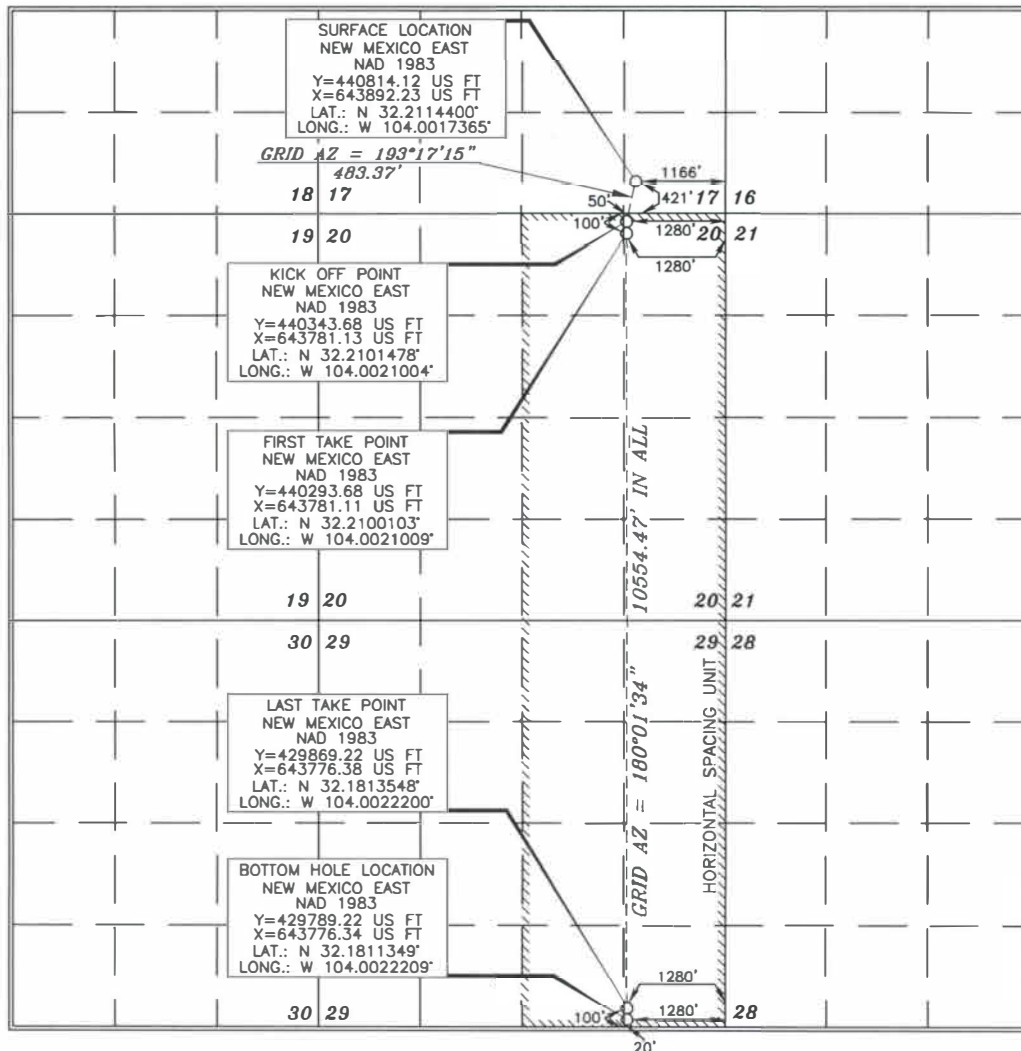 SURFACE LOCATION
NEW MEXICO EAST
NAD 1983
Y=440814.12 US FT
X=643892.23 US FT
LAT.: N 32.2114400°
LONG.: W 104.0017365°
GRID AZ = 193°17'15"
483.37'
1166'
421'
18 17
17 16
50'
100'
1280'
19 20
20 21
1280'
KICK OFF POINT
NEW MEXICO EAST
NAD 1983
Y=440343.68 US FT
X=643781.13 US FT
LAT.: N 32.2101478°
LONG.: W 104.0021004°
FIRST TAKE POINT
NEW MEXICO EAST
NAD 1983
Y=440293.68 US FT
X=643781.11 US FT
LAT.: N 32.2100103°
LONG.: W 104.0021009°
10554.47' IN ALL
19 20
20 21
30 29
29 28
GRID AZ = 180°01'34"
HORIZONTAL SPACING UNIT
LAST TAKE POINT
NEW MEXICO EAST
NAD 1983
Y=429869.22 US FT
X=643776.38 US FT
LAT.: N 32.1813548°
LONG.: W 104.0022200°
BOTTOM HOLE LOCATION
NEW MEXICO EAST
NAD 1983
Y=429789.22 US FT
X=643776.34 US FT
LAT.: N 32.1811349°
LONG.: W 104.0022209°
1280'
30 29
100'
1280'
28
20'